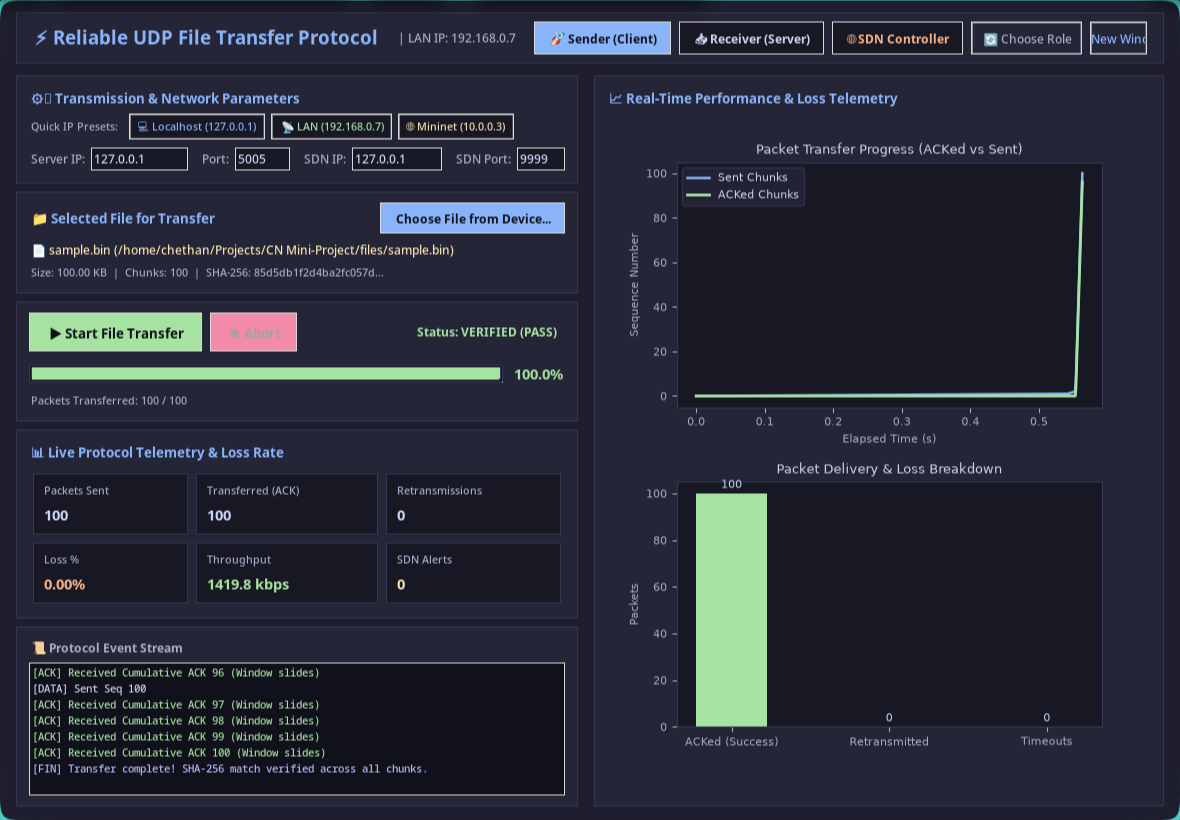 ⚡ Reliable UDP File Transfer Protocol | LAN IP: 192.168.0.7 🚀 Sender (Client) 📥 Receiver (Server) 🌐 SDN Controller 🔄 Choose Role New Wind
⚙ Transmission & Network Parameters
Quick IP Presets: 💻 Localhost (127.0.0.1) 📡 LAN (192.168.0.7) 🌐 Mininet (10.0.0.3)
Server IP: 127.0.0.1 Port: 5005 SDN IP: 127.0.0.1 SDN Port: 9999
📁 Selected File for Transfer Choose File from Device...
📄 sample.bin (/home/chethan/Projects/CN Mini-Project/files/sample.bin)
Size: 100.00 KB | Chunks: 100 | SHA-256: 85d5db1f2d4ba2fc057d...
▶ Start File Transfer ⏹ Abort Status: VERIFIED (PASS)
100.0%
Packets Transferred: 100 / 100
📊 Live Protocol Telemetry & Loss Rate
Packets Sent Transferred (ACK) Retransmissions
100 100 0
Loss % Throughput SDN Alerts
0.00% 1419.8 kbps 0
📜 Protocol Event Stream
[ACK] Received Cumulative ACK 96 (Window slides)
[DATA] Sent Seq 100
[ACK] Received Cumulative ACK 97 (Window slides)
[ACK] Received Cumulative ACK 98 (Window slides)
[ACK] Received Cumulative ACK 99 (Window slides)
[ACK] Received Cumulative ACK 100 (Window slides)
[FIN] Transfer complete! SHA-256 match verified across all chunks.
📈 Real-Time Performance & Loss Telemetry
Packet Transfer Progress (ACKed vs Sent)
Sent Chunks
ACKed Chunks
Sequence Number
100
80
60
40
20
0
0.0 0.1 0.2 0.3 0.4 0.5
Elapsed Time (s)
Packet Delivery & Loss Breakdown
Packets
100
80
60
40
20
0
100 0 0
ACKed (Success) Retransmitted Timeouts